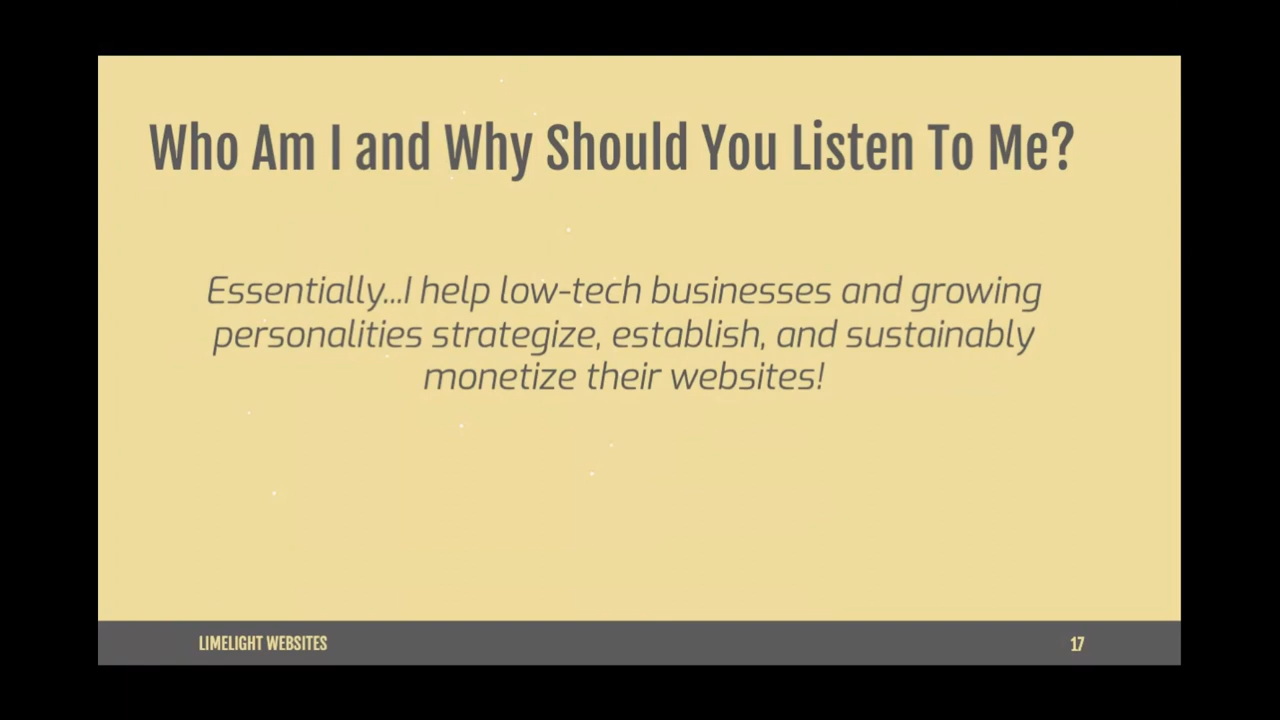 Who Am I and Why Should You Listen To Me?
Essentially...I help low-tech businesses and growing
personalities strategize, establish, and sustainably
monetize their websites!
LIMELIGHT WEBSITES
17